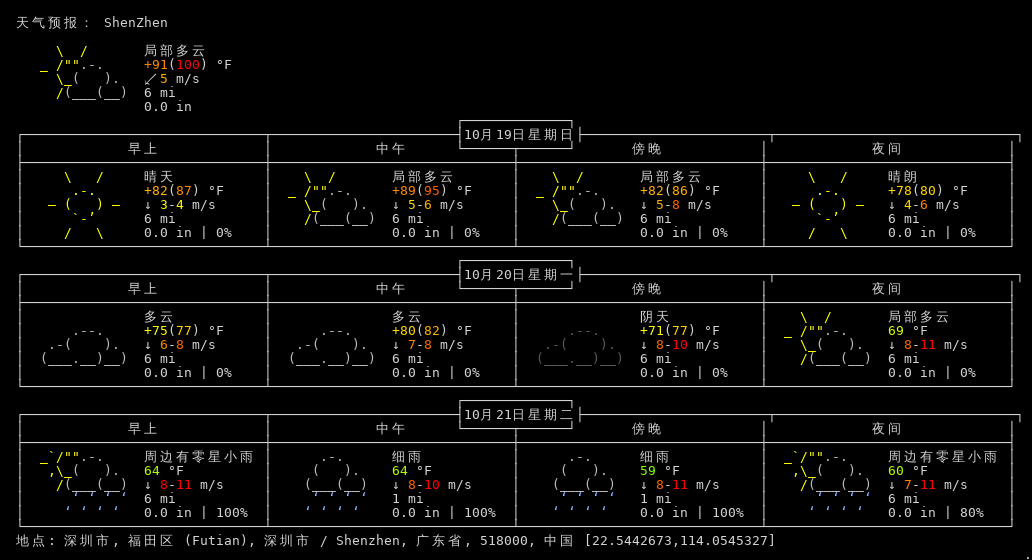 天气预报： ShenZhen
局部多云
+91(100) °F
↙ 5 m/s
6 mi
0.0 in
10月19日星期日
早上 中午 傍晚 夜间
晴天 局部多云 局部多云 晴朗
+82(87) °F +89(95) °F +82(86) °F +78(80) °F
↓ 3-4 m/s ↓ 5-6 m/s ↓ 5-8 m/s ↓ 4-6 m/s
6 mi 6 mi 6 mi 6 mi
0.0 in | 0% 0.0 in | 0% 0.0 in | 0% 0.0 in | 0%
10月20日星期一
早上 中午 傍晚 夜间
多云 多云 阴天 局部多云
+75(77) °F +80(82) °F +71(77) °F 69 °F
↓ 6-8 m/s ↓ 7-8 m/s ↓ 8-10 m/s ↓ 8-11 m/s
6 mi 6 mi 6 mi 6 mi
0.0 in | 0% 0.0 in | 0% 0.0 in | 0% 0.0 in | 0%
10月21日星期二
早上 中午 傍晚 夜间
周边有零星小雨 细雨 细雨 周边有零星小雨
64 °F 64 °F 59 °F 60 °F
↓ 8-11 m/s ↓ 8-10 m/s ↓ 8-11 m/s ↓ 7-11 m/s
6 mi 1 mi 1 mi 6 mi
0.0 in | 100% 0.0 in | 100% 0.0 in | 100% 0.0 in | 80%
地点: 深圳市, 福田区 (Futian), 深圳市 / Shenzhen, 广东省, 518000, 中国 [22.5442673,114.0545327]